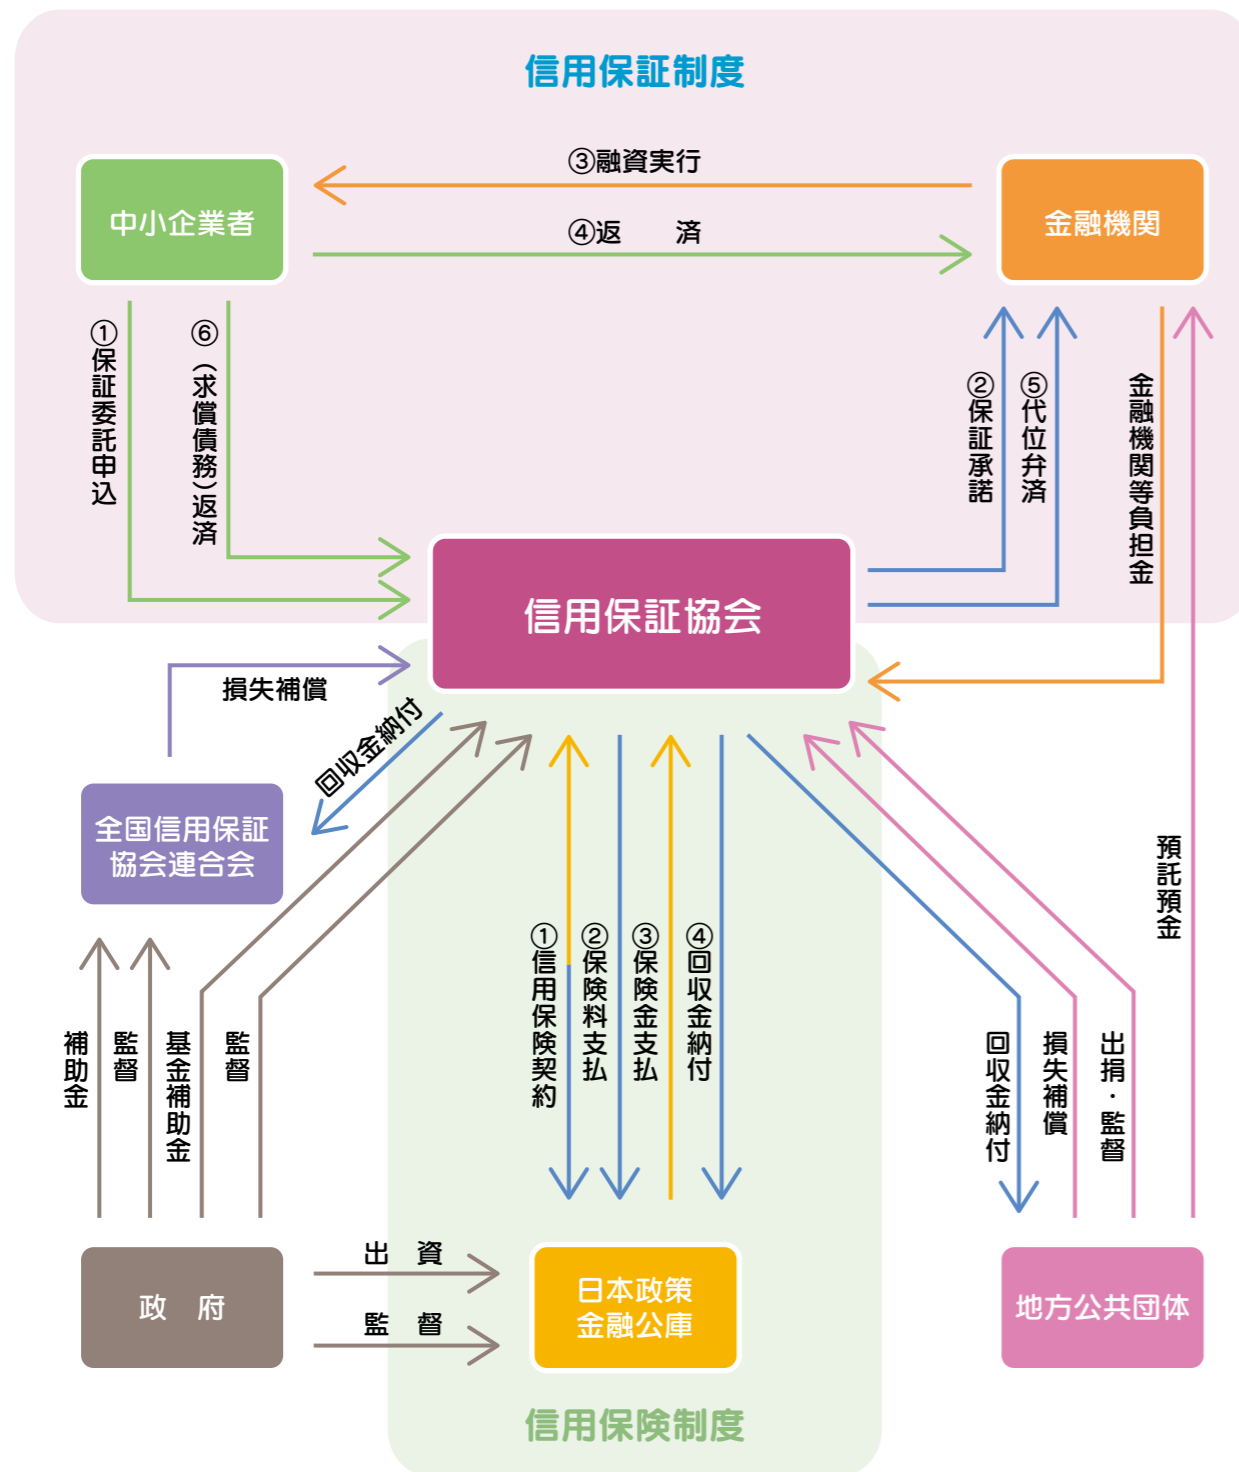 信用保証制度
③融資実行
中小企業者
金融機関
④返　　済
①保証委託申込
⑥(求償債務)返済
②保証承諾
⑤代位弁済
金融機関等負担金
信用保証協会
損失補償
回収金納付
全国信用保証
協会連合会
預託預金
①信用保険契約
②保険料支払
③保険金支払
④回収金納付
補助金
監督
基金補助金
監督
回収金納付
損失補償
出捐・監督
出　資
政　府
日本政策
金融公庫
監　督
地方公共団体
信用保険制度